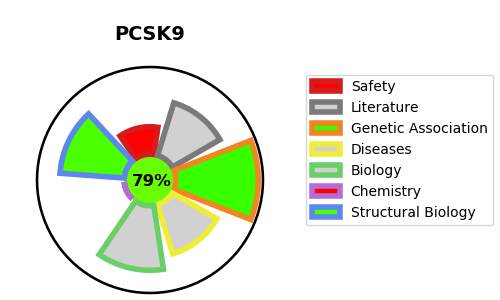 PCSK9
79%
Safety
Literature
Genetic Association
Diseases
Biology
Chemistry
Structural Biology